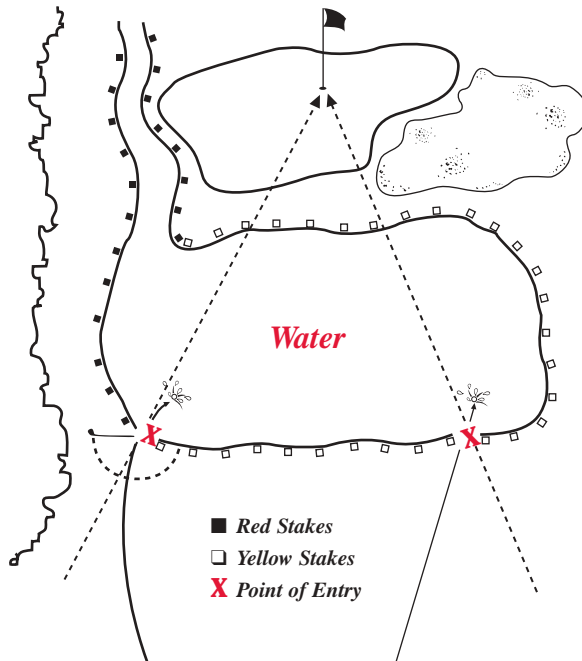 Water
X
X
Red Stakes
Yellow Stakes
X Point of Entry